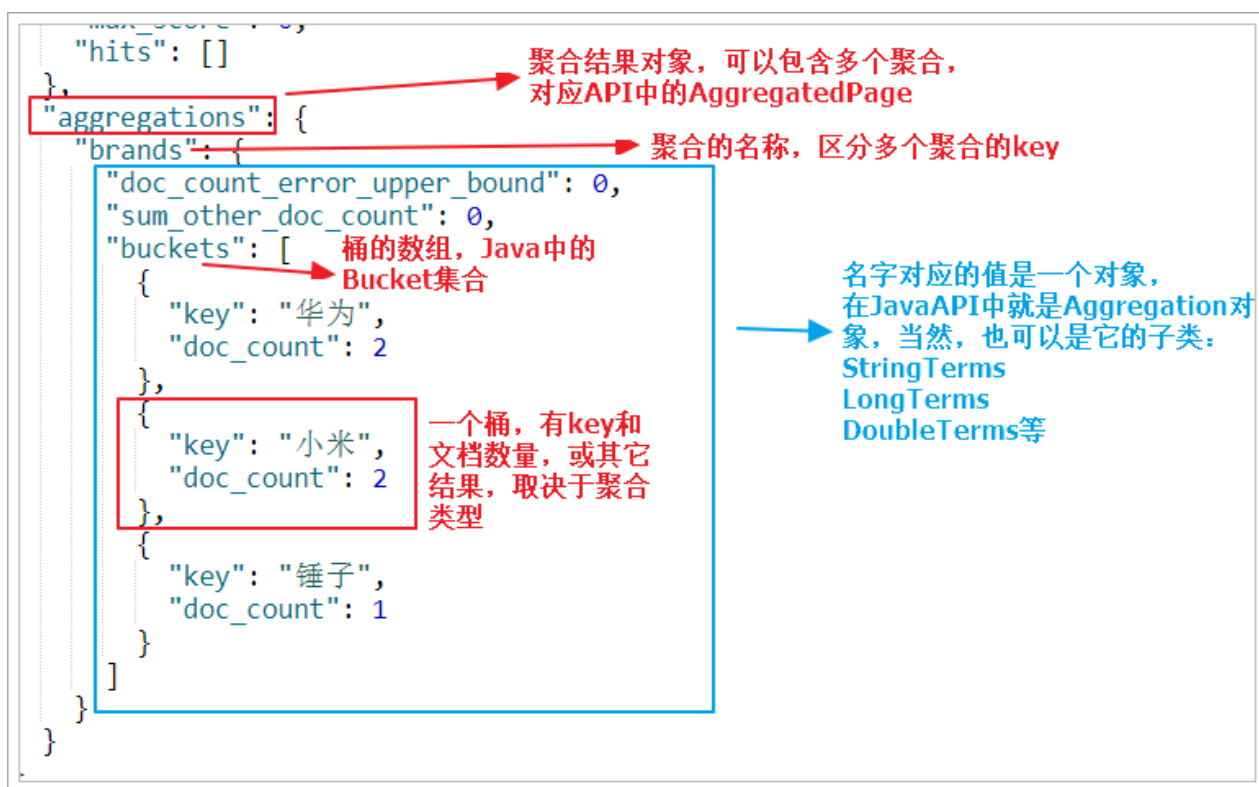 "hits": []
},
聚合结果对象，可以包含多个聚合，
对应API中的AggregatedPage
"aggregations": {
"brands": {
聚合的名称，区分多个聚合的key
"doc_count_error_upper_bound": 0,
"sum_other_doc_count": 0,
"buckets": [
桶的数组，Java中的
Bucket集合
{
"key": "华为",
"doc_count": 2
},
名字对应的值是一个对象，
在JavaAPI中就是Aggregation对
象，当然，也可以是它的子类：
StringTerms
LongTerms
DoubleTerms等
{
"key": "小米",
"doc_count": 2
},
一个桶，有key和
文档数量，或其它
结果，取决于聚合
类型
{
"key": "锤子",
"doc_count": 1
}
]
}
}